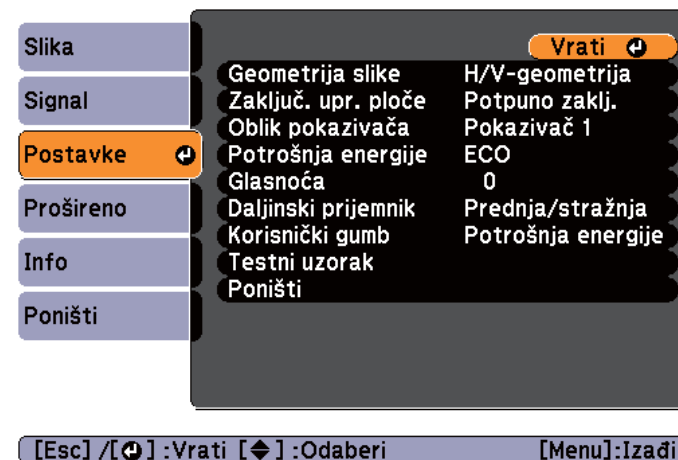 Slika
Signal
Postavke
Prošireno
Info
Poništi
Vrati
Geometrija slike H/V-geometrija
Zaključ. upr. ploče Potpuno zaklj.
Oblik pokazivača Pokazivač 1
Potrošnja energije ECO
Glasnoća 0
Daljinski prijemnik Prednja/stražnja
Korisnički gumb Potrošnja energije
Testni uzorak
Poništi
[Esc] /[⏎] :Vrati [◆] :Odaberi [Menu]:Izađi